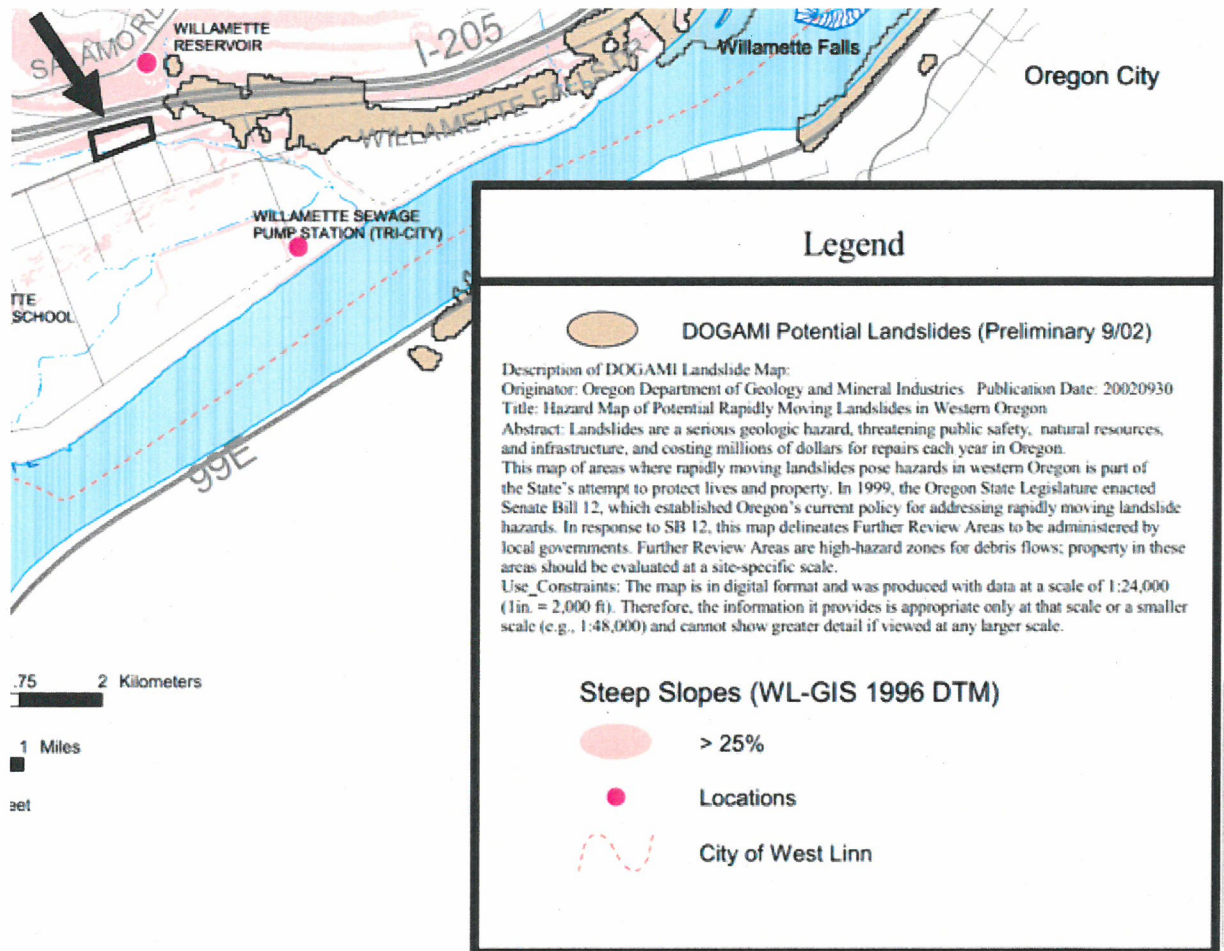 SALAMO
WILLAMETTE
RESERVOIR
I-205
Willamette Falls
Oregon City
WILLAMETTE FALLS DR
WILLAMETTE SEWAGE
PUMP STATION (TRI-CITY)
TTE
SCHOOL
99E
.75 2 Kilometers
1 Miles
eet
Legend
DOGAMI Potential Landslides (Preliminary 9/02)
Description of DOGAMI Landslide Map:
Originator: Oregon Department of Geology and Mineral Industries Publication Date: 20020930
Title: Hazard Map of Potential Rapidly Moving Landslides in Western Oregon
Abstract: Landslides are a serious geologic hazard, threatening public safety, natural resources,
and infrastructure, and costing millions of dollars for repairs each year in Oregon.
This map of areas where rapidly moving landslides pose hazards in western Oregon is part of
the State's attempt to protect lives and property. In 1999, the Oregon State Legislature enacted
Senate Bill 12, which established Oregon's current policy for addressing rapidly moving landslide
hazards. In response to SB 12, this map delineates Further Review Areas to be administered by
local governments. Further Review Areas are high-hazard zones for debris flows; property in these
areas should be evaluated at a site-specific scale.
Use_Constraints: The map is in digital format and was produced with data at a scale of 1:24,000
(1in. = 2,000 ft). Therefore, the information it provides is appropriate only at that scale or a smaller
scale (e.g., 1:48,000) and cannot show greater detail if viewed at any larger scale.
Steep Slopes (WL-GIS 1996 DTM)
> 25%
Locations
City of West Linn